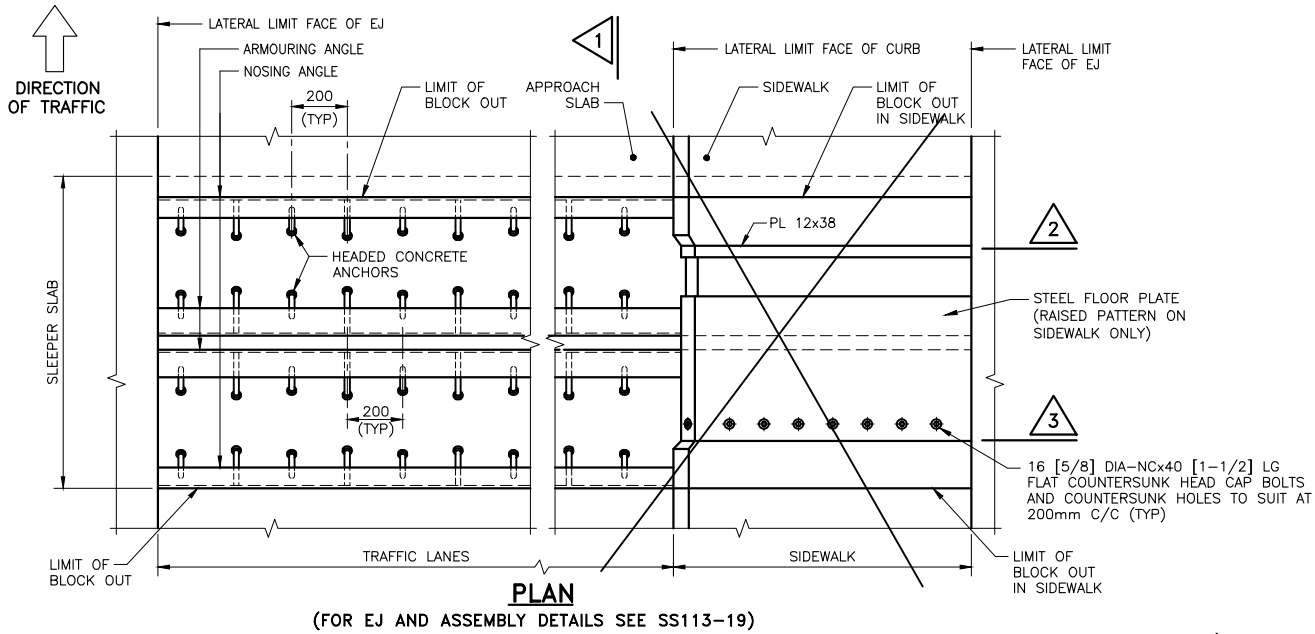 LATERAL LIMIT FACE OF EJ
ARMOURING ANGLE
NOSING ANGLE
DIRECTION
OF TRAFFIC
200
(TYP)
LIMIT OF
BLOCK OUT
1
APPROACH
SLAB
LATERAL LIMIT FACE OF CURB
SIDEWALK
LIMIT OF
BLOCK OUT
IN SIDEWALK
LATERAL LIMIT
FACE OF EJ
PL 12x38
2
HEADED CONCRETE
ANCHORS
STEEL FLOOR PLATE
(RAISED PATTERN ON
SIDEWALK ONLY)
SLEEPER SLAB
200
(TYP)
3
16 [5/8] DIA-NCx40 [1-1/2] LG
FLAT COUNTERSUNK HEAD CAP BOLTS
AND COUNTERSUNK HOLES TO SUIT AT
200mm C/C (TYP)
LIMIT OF
BLOCK OUT
TRAFFIC LANES
SIDEWALK
LIMIT OF
BLOCK OUT
IN SIDEWALK
PLAN
(FOR EJ AND ASSEMBLY DETAILS SEE SS113-19)